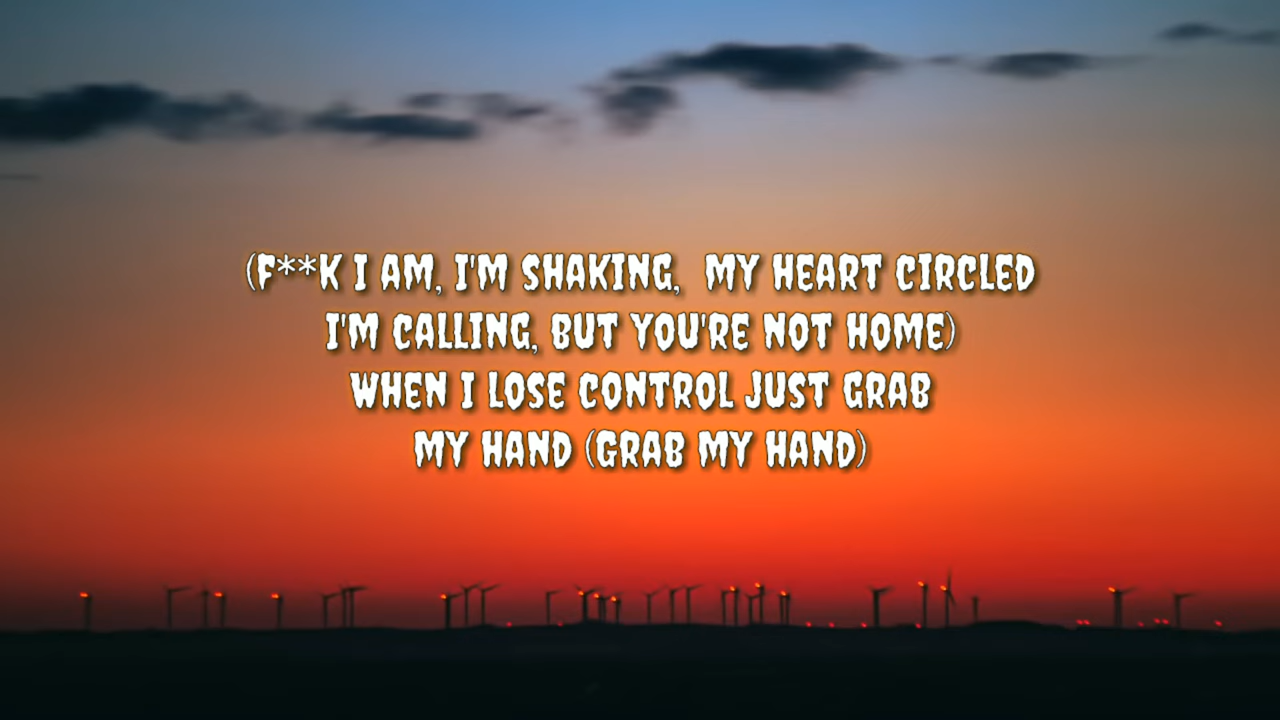 (F**K I AM, I'M SHAKING,  MY HEART CIRCLED
I'M CALLING, BUT YOU'RE NOT HOME)
WHEN I LOSE CONTROL JUST GRAB
MY HAND (GRAB MY HAND)